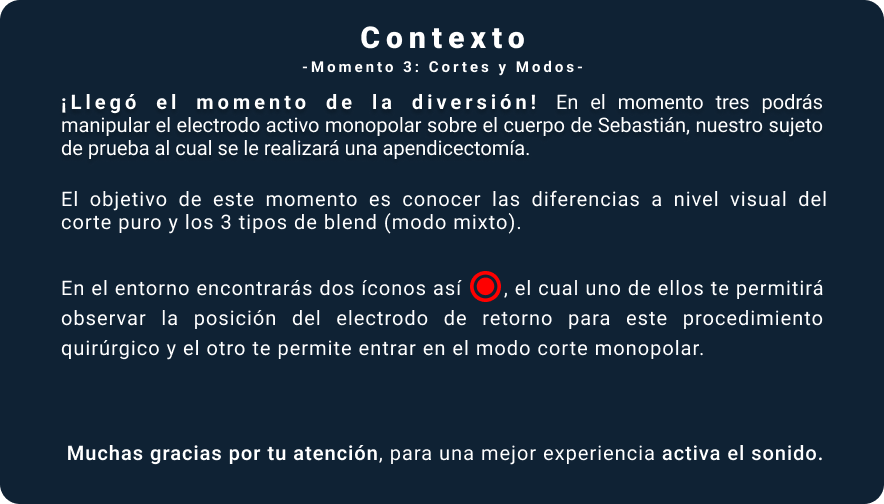 Contexto
-Momento 3: Cortes y Modos-
¡Llegó el momento de la diversión! En el momento tres podrás
manipular el electrodo activo monopolar sobre el cuerpo de Sebastián, nuestro sujeto
de prueba al cual se le realizará una apendicectomía.
El objetivo de este momento es conocer las diferencias a nivel visual del
corte puro y los 3 tipos de blend (modo mixto).
En el entorno encontrarás dos íconos así , el cual uno de ellos te permitirá
observar la posición del electrodo de retorno para este procedimiento
quirúrgico y el otro te permite entrar en el modo corte monopolar.
Muchas gracias por tu atención, para una mejor experiencia activa el sonido.